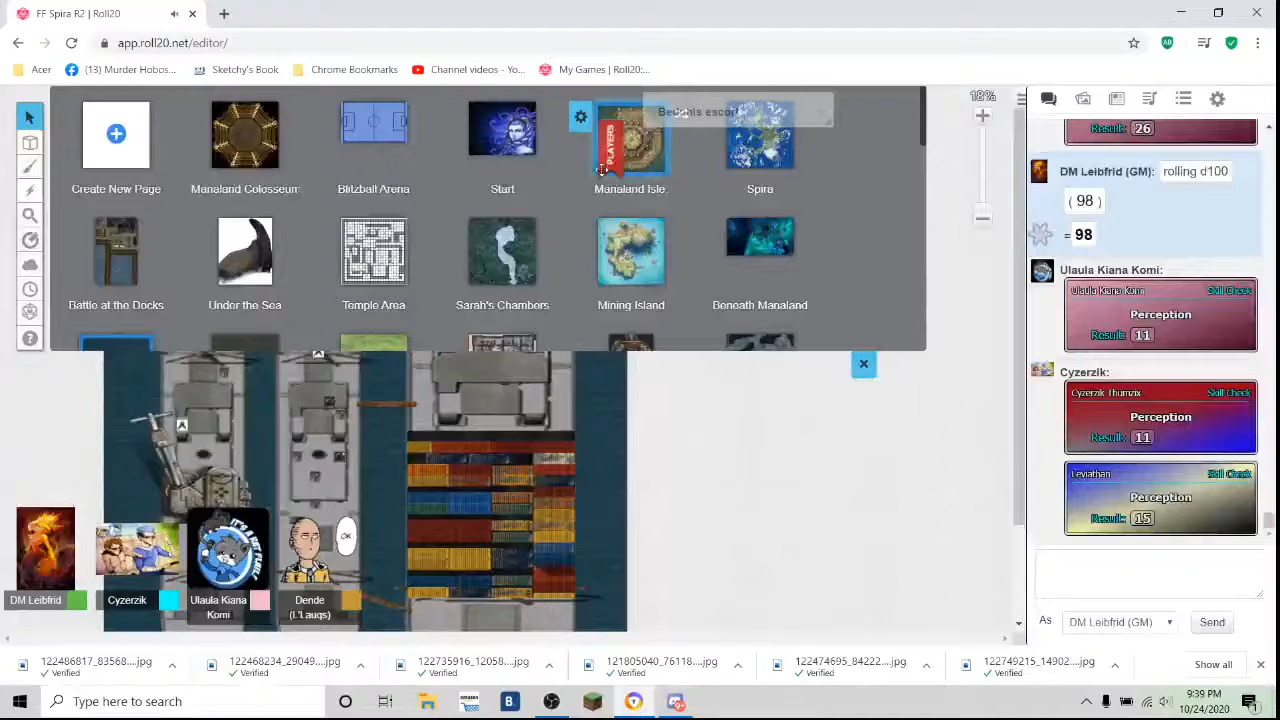 FF Spira R2 | Roll20
app.roll20.net/editor/
Acer
(13) Murder Hobos...
Sketchy's Book
Chrome Bookmarks
Channel videos - Yo...
My Games | Roll20:...
Create New Page
Manaland Colosseum
Blitzball Arena
Start
PLAYERS
Manaland Isle.
Spira
Battle at the Docks
Under the Sea
Temple Area
Sarah's Chambers
Mining Island
Beneath Manaland
18%
Result: 26
DM Leibfrid (GM): rolling d100
( 98 )
= 98
Ulaula Kiana Komi:
Ulaula Kiana Komi Skill Check
Perception
Result: 11
Cyzerzik:
Cyzerzik Thumzix Skill Check
Perception
Result: 11
Leviathan Skill Check
Perception
Result: 15
OK
DM Leibfrid
Cyzerzik
Ulaula Kiana Komi
Dende (L'Lauqs)
As DM Leibfrid (GM) Send
122486817_83568....jpg
Verified
122468234_29049....jpg
Verified
122735916_12058....jpg
Verified
121805040_76118....jpg
Verified
122474695_84222....jpg
Verified
122749215_14902....jpg
Verified
Show all
Type here to search
amazon
B.
9+
9:39 PM
10/24/2020
1